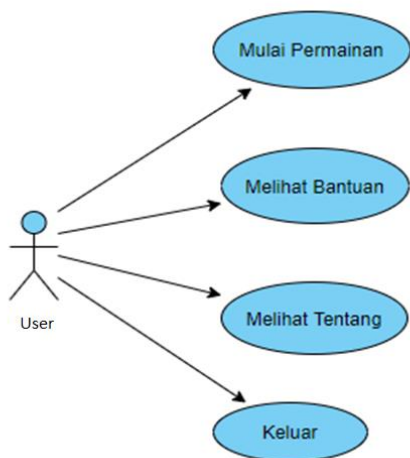 Mulai Permainan
Melihat Bantuan
User
Melihat Tentang
Keluar